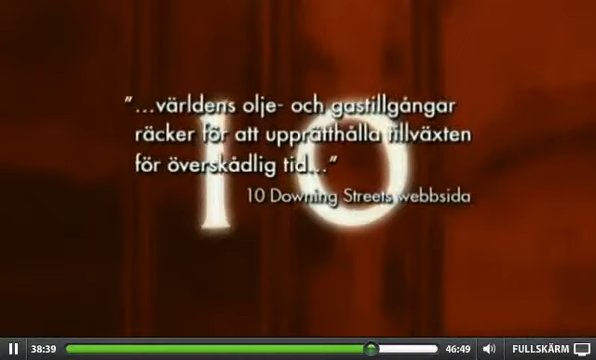 "...världens olje- och gastillgångar
räcker för att upprätthålla tillväxten
för överskådlig tid..."
10 Downing Streets webbsida
10
38:39
46:49
FULLSKÄRM